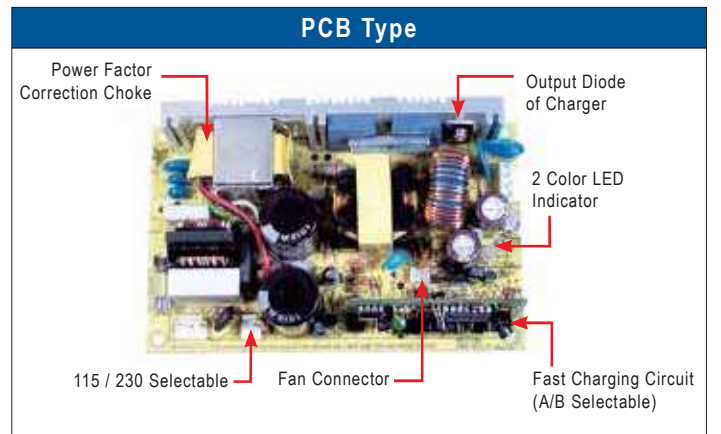 PCB Type
Power Factor
Correction Choke
Output Diode
of Charger
2 Color LED
Indicator
115 / 230 Selectable
Fan Connector
Fast Charging Circuit
(A/B Selectable)